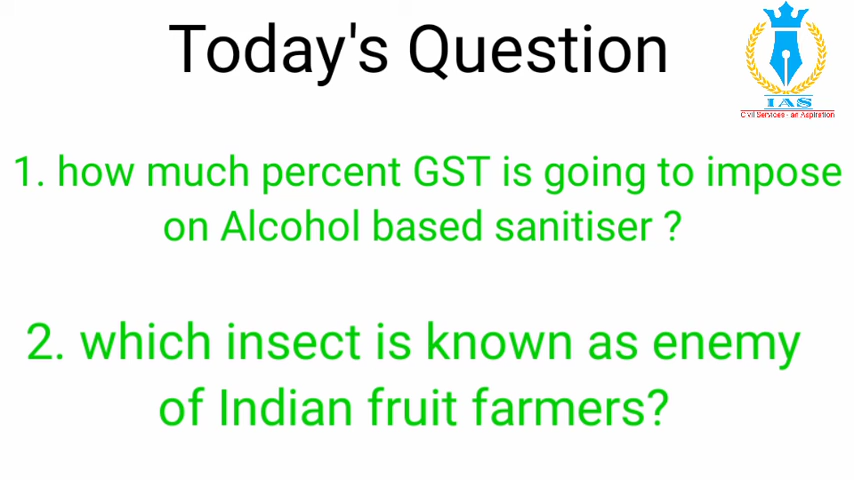 Today's Question
IAS
Civil Services - an Aspiration
1. how much percent GST is going to impose
on Alcohol based sanitiser ?
2. which insect is known as enemy
of Indian fruit farmers?